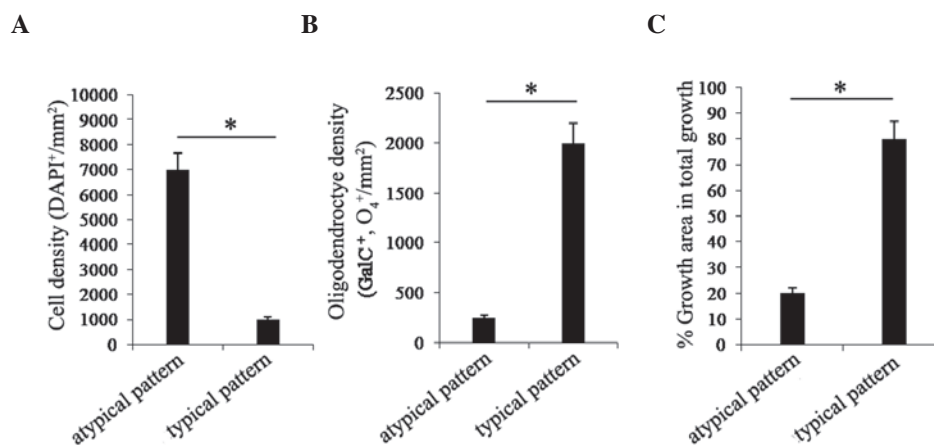 A
B
C
Cell density (DAPI+/mm2)
10000
9000
8000
7000
6000
5000
4000
3000
2000
1000
0
*
atypical pattern
typical pattern
Oligodendroctye density
(GalC+, O4+/mm2)
2500
2000
1500
1000
500
0
*
atypical pattern
typical pattern
% Growth area in total growth
100
90
80
70
60
50
40
30
20
10
0
*
atypical pattern
typical pattern